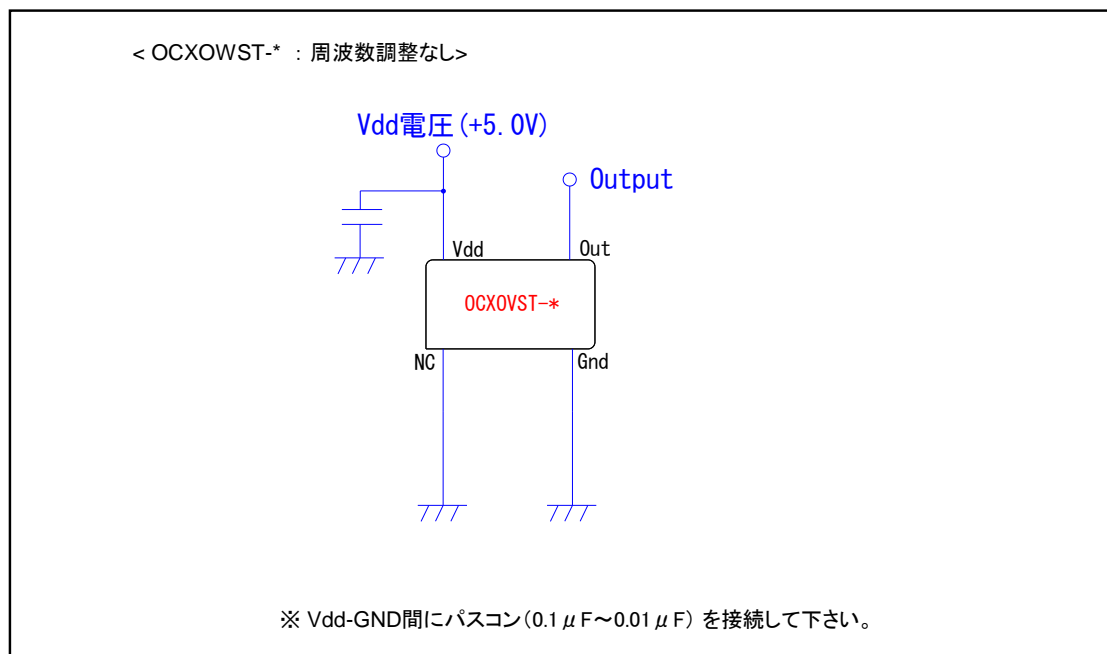 < OCXOWST-* : 周波数調整なし>
Vdd電圧(+5.0V)
Output
Vdd
Out
OCXOVST-*
NC
Gnd
※ Vdd-GND間にパスコン(0.1μF～0.01μF) を接続して下さい。